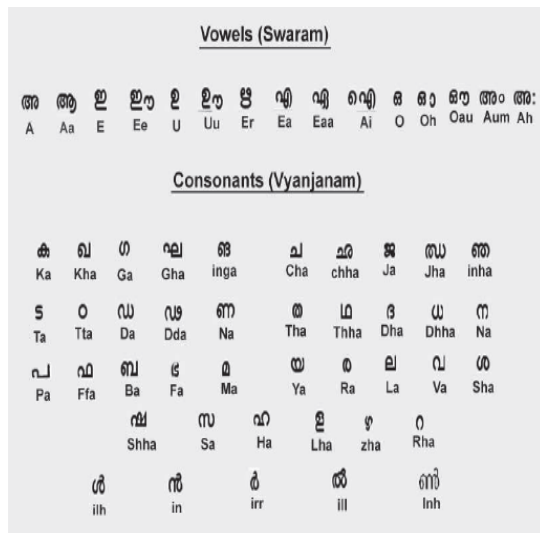 Vowels (Swaram)
അ ആ ഇ ഈ ഉ ഊ ഋ എ ഏ ഐ ഒ ഓ ഔ അം അഃ
A Aa E Ee U Uu Er Ea Eaa Ai O Oh Oau Aum Ah
Consonants (Vyanjanam)
ക ഖ ഗ ഘ ങ ച ഛ ജ ഝ ഞ
Ka Kha Ga Gha inga Cha chha Ja Jha inha
ട ഠ ഡ ഢ ണ ത ഥ ദ ധ ന
Ta Tta Da Dda Na Tha Thha Dha Dhha Na
പ ഫ ബ ഭ മ യ ര ല വ ശ
Pa Ffa Ba Fa Ma Ya Ra La Va Sha
ഷ സ ഹ ള ഴ റ
Shha Sa Ha Lha zha Rha
ൾ ൻ ർ ൽ ൺ
ilh in irr ill Inh